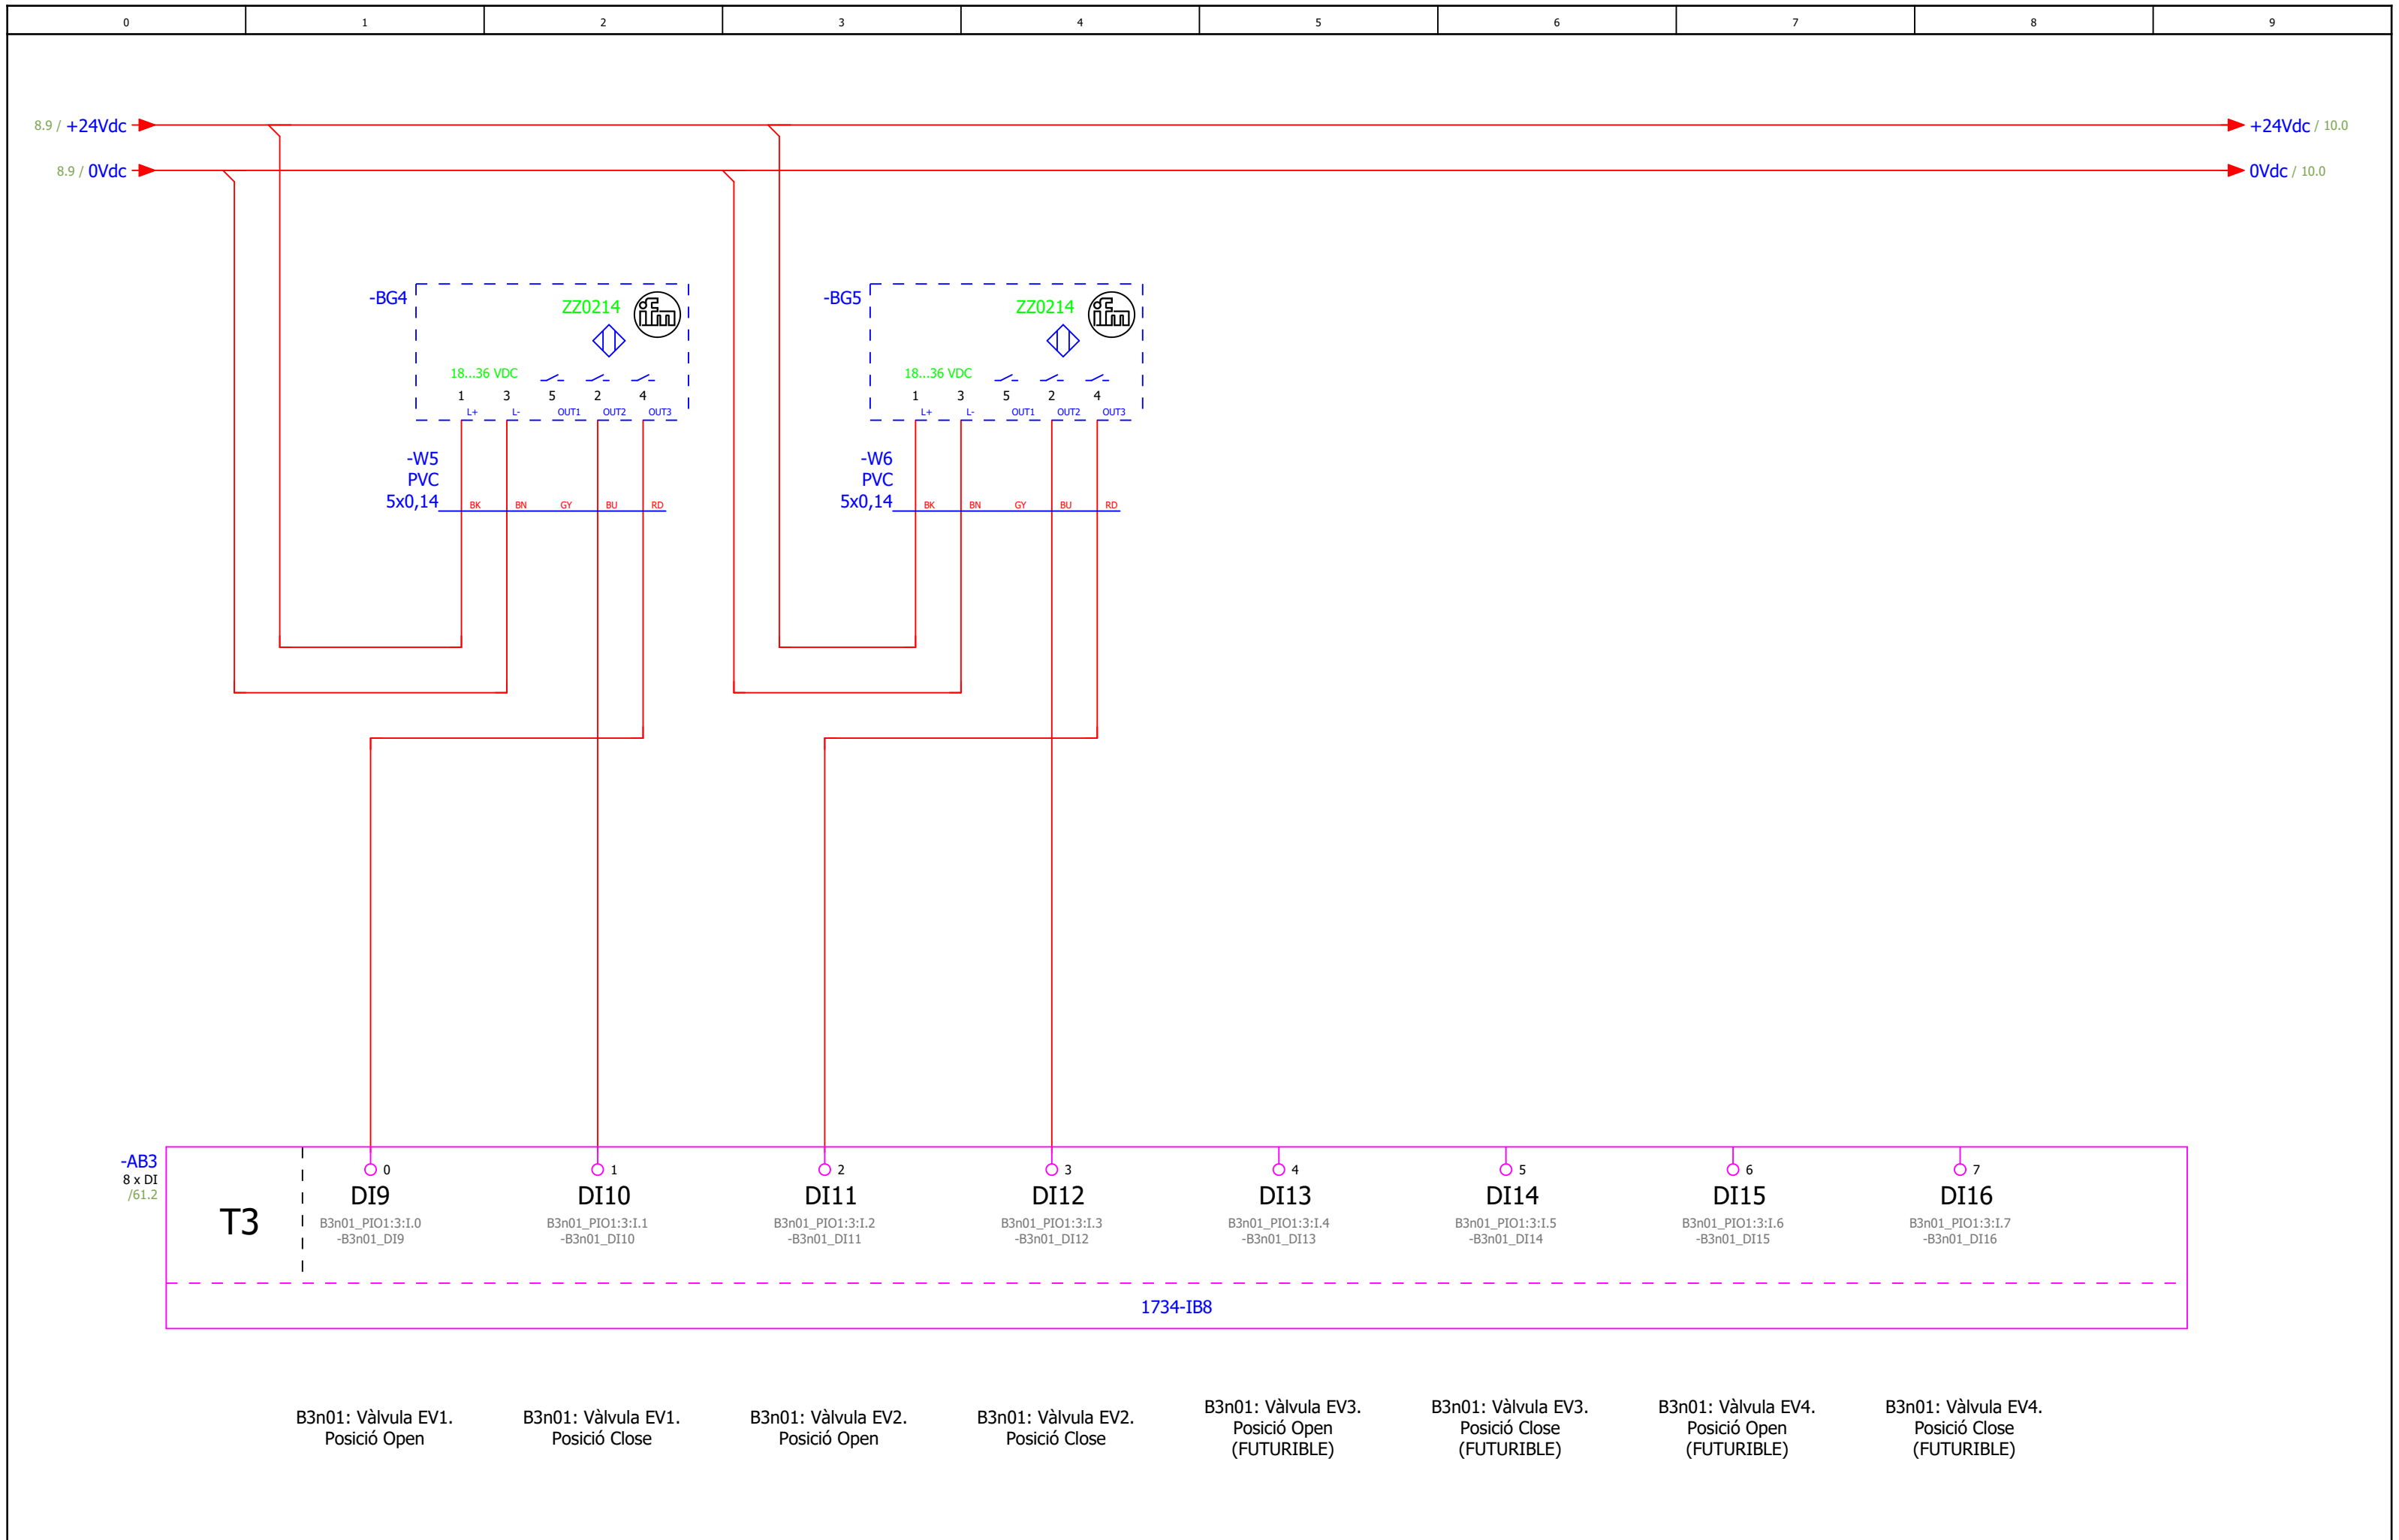 0 1 2 3 4 5 6 7 8 9
8.9 / +24Vdc
+24Vdc / 10.0
8.9 / 0Vdc
0Vdc / 10.0
-BG4
ZZ0214
ifm
18...36 VDC
1 3 5 2 4
L+ L- OUT1 OUT2 OUT3
-W5
PVC
5x0,14
BK BN GY BU RD
-BG5
ZZ0214
ifm
18...36 VDC
1 3 5 2 4
L+ L- OUT1 OUT2 OUT3
-W6
PVC
5x0,14
BK BN GY BU RD
-AB3
8 x DI
/61.2
T3
0
DI9
B3n01_PIO1:3:I.0
-B3n01_DI9
1
DI10
B3n01_PIO1:3:I.1
-B3n01_DI10
2
DI11
B3n01_PIO1:3:I.2
-B3n01_DI11
3
DI12
B3n01_PIO1:3:I.3
-B3n01_DI12
4
DI13
B3n01_PIO1:3:I.4
-B3n01_DI13
5
DI14
B3n01_PIO1:3:I.5
-B3n01_DI14
6
DI15
B3n01_PIO1:3:I.6
-B3n01_DI15
7
DI16
B3n01_PIO1:3:I.7
-B3n01_DI16
1734-IB8
B3n01: Vàlvula EV1.
Posició Open
B3n01: Vàlvula EV1.
Posició Close
B3n01: Vàlvula EV2.
Posició Open
B3n01: Vàlvula EV2.
Posició Close
B3n01: Vàlvula EV3.
Posició Open
(FUTURIBLE)
B3n01: Vàlvula EV3.
Posició Close
(FUTURIBLE)
B3n01: Vàlvula EV4.
Posició Open
(FUTURIBLE)
B3n01: Vàlvula EV4.
Posició Close
(FUTURIBLE)